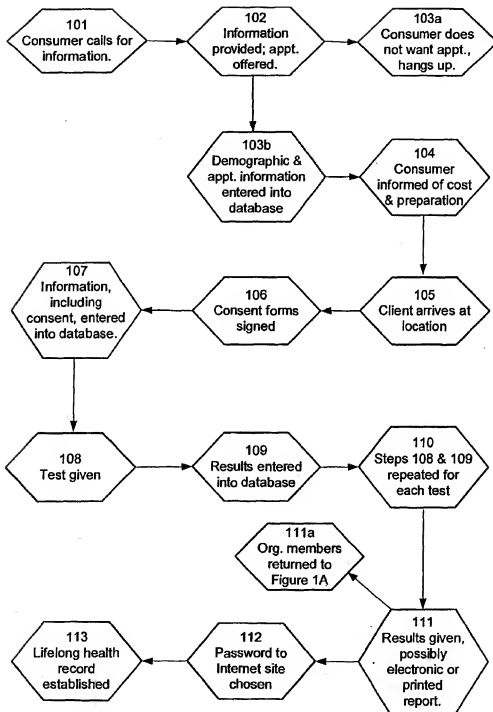 101
Consumer calls for
information.
102
Information
provided; appt.
offered.
103a
Consumer does
not want appt.,
hangs up.
103b
Demographic &
appt. information
entered into
database
104
Consumer
informed of cost
& preparation
107
Information,
including
consent, entered
into database.
106
Consent forms
signed
105
Client arrives at
location
108
Test given
109
Results entered
into database
110
Steps 108 & 109
repeated for
each test
111a
Org. members
returned to
Figure 1A
113
Lifelong health
record
established
112
Password to
Internet site
chosen
111
Results given,
possibly
electronic or
printed
report.